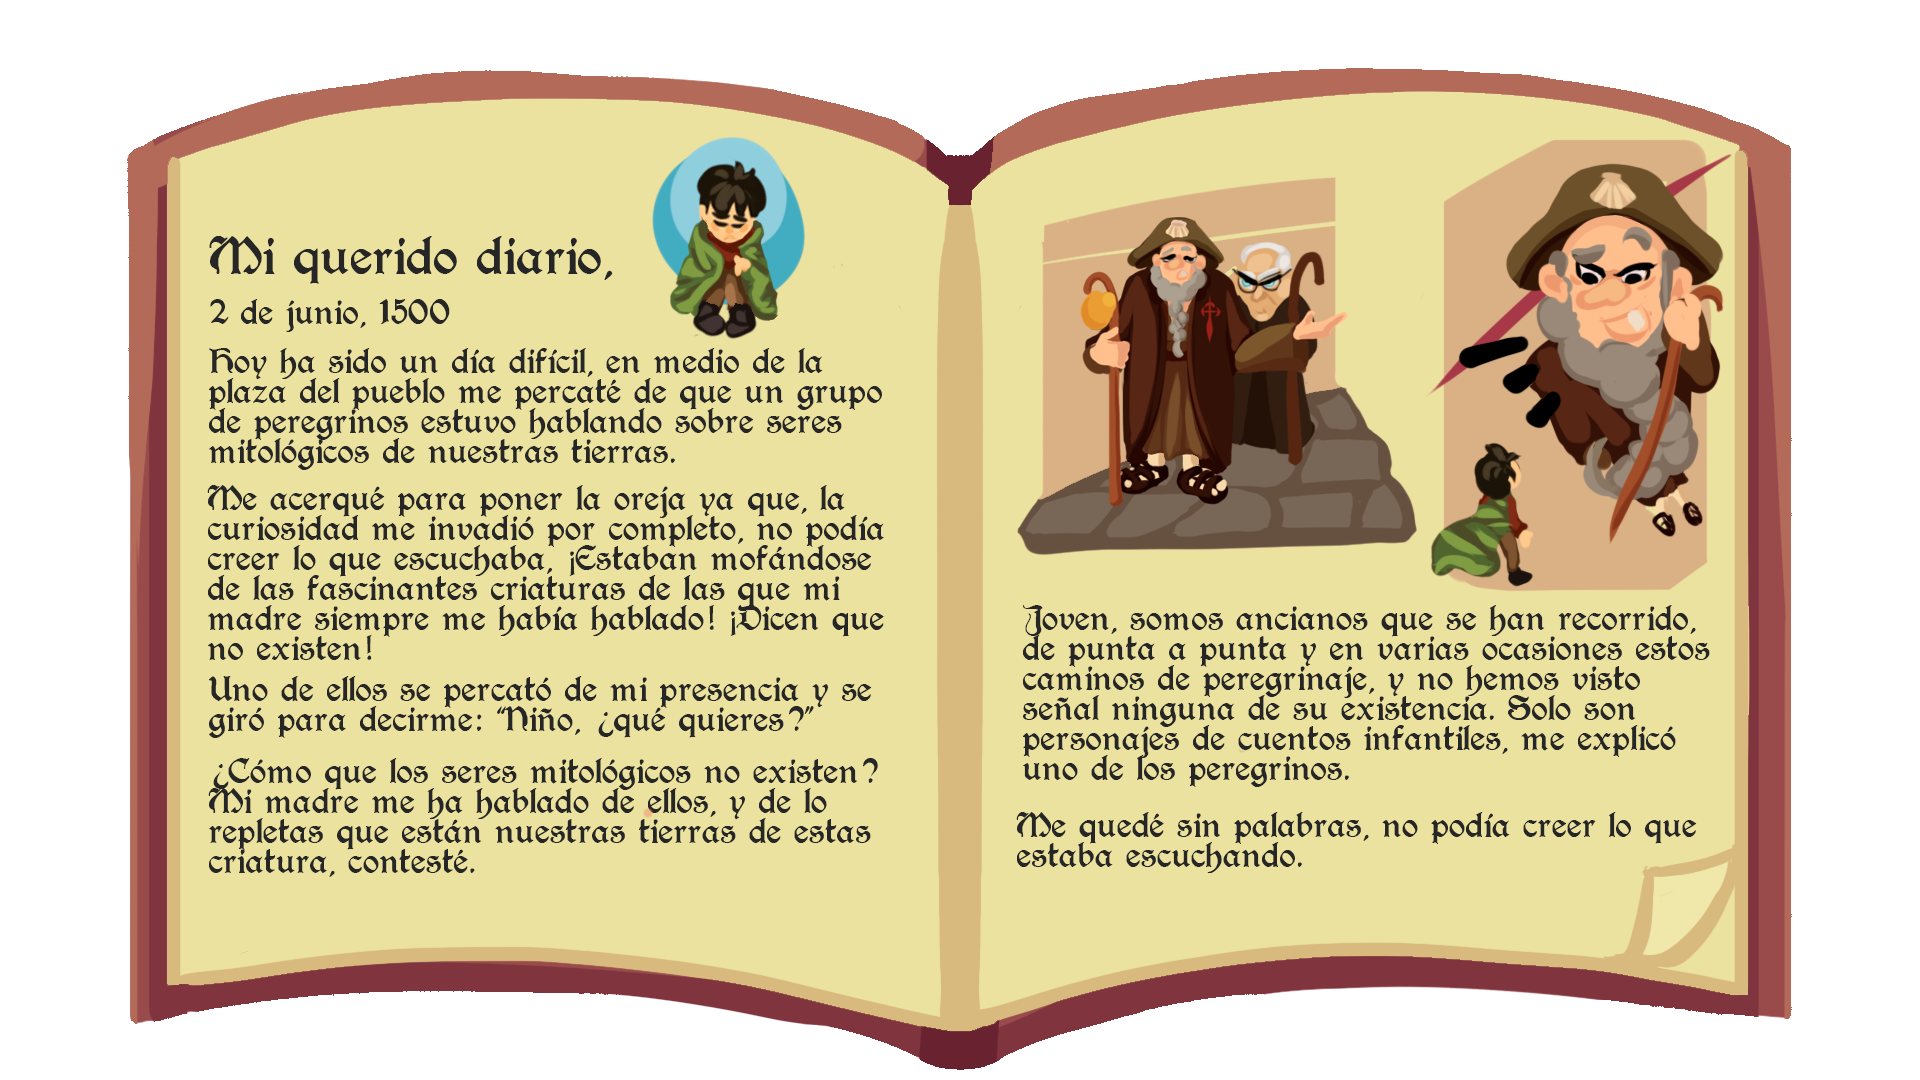 Mi querido diario,
2 de junio, 1500
Hoy ha sido un día difícil, en medio de la
plaza del pueblo me percaté de que un grupo
de peregrinos estuvo hablando sobre seres
mitológicos de nuestras tierras.
Me acerqué para poner la oreja ya que, la
curiosidad me invadió por completo, no podía
creer lo que escuchaba, ¡Estaban mofándose
de las fascinantes criaturas de las que mi
madre siempre me había hablado! ¡Dicen que
no existen!
Uno de ellos se percató de mi presencia y se
giró para decirme: “Niño, ¿qué quieres?”
¿Cómo que los seres mitológicos no existen?
Mi madre me ha hablado de ellos, y de lo
repletas que están nuestras tierras de estas
criatura, contesté.
Joven, somos ancianos que se han recorrido,
de punta a punta y en varias ocasiones estos
caminos de peregrinaje, y no hemos visto
señal ninguna de su existencia. Solo son
personajes de cuentos infantiles, me explicó
uno de los peregrinos.
Me quedé sin palabras, no podía creer lo que
estaba escuchando.